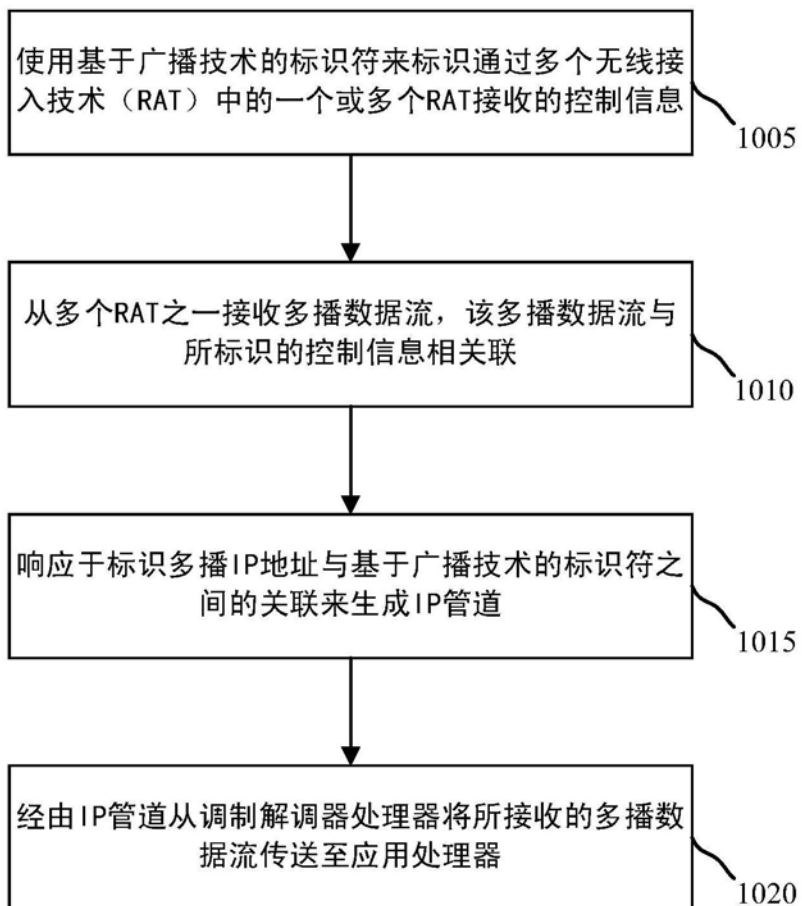 使用基于广播技术的标识符来标识通过多个无线接
入技术（RAT）中的一个或多个RAT接收的控制信息
1005
从多个RAT之一接收多播数据流，该多播数据流与
所标识的控制信息相关联
1010
响应于标识多播IP地址与基于广播技术的标识符之
间的关联来生成IP管道
1015
经由IP管道从调制解调器处理器将所接收的多播数
据流传送至应用处理器
1020